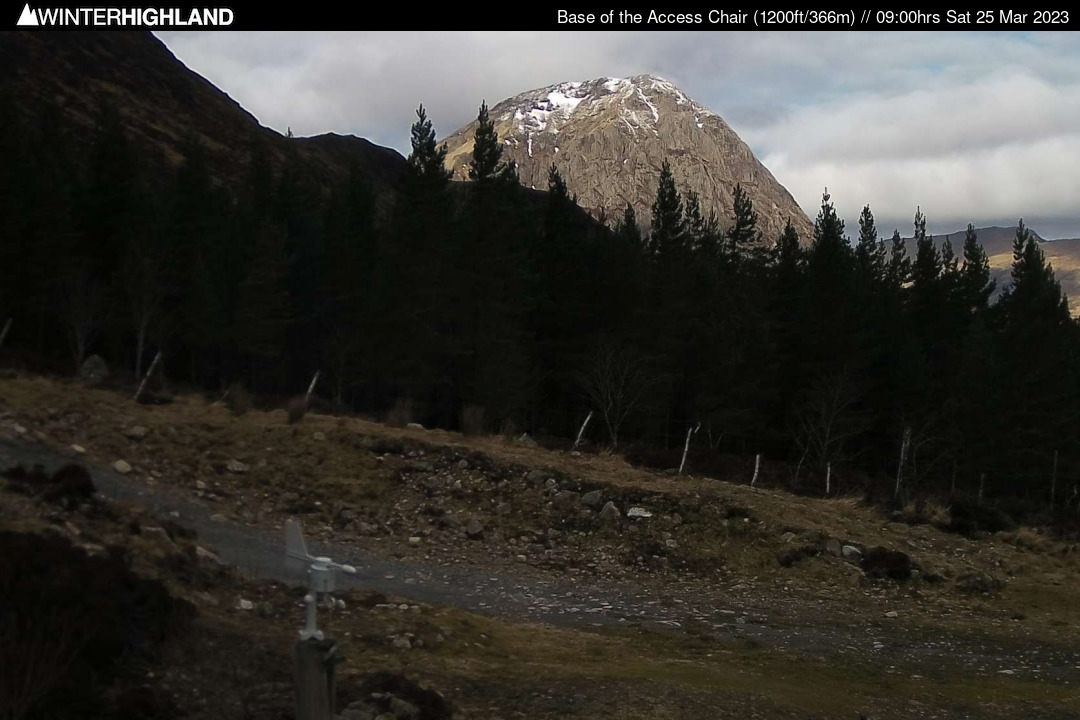 WINTERHIGHLAND
Base of the Access Chair (1200ft/366m) // 09:00hrs Sat 25 Mar 2023